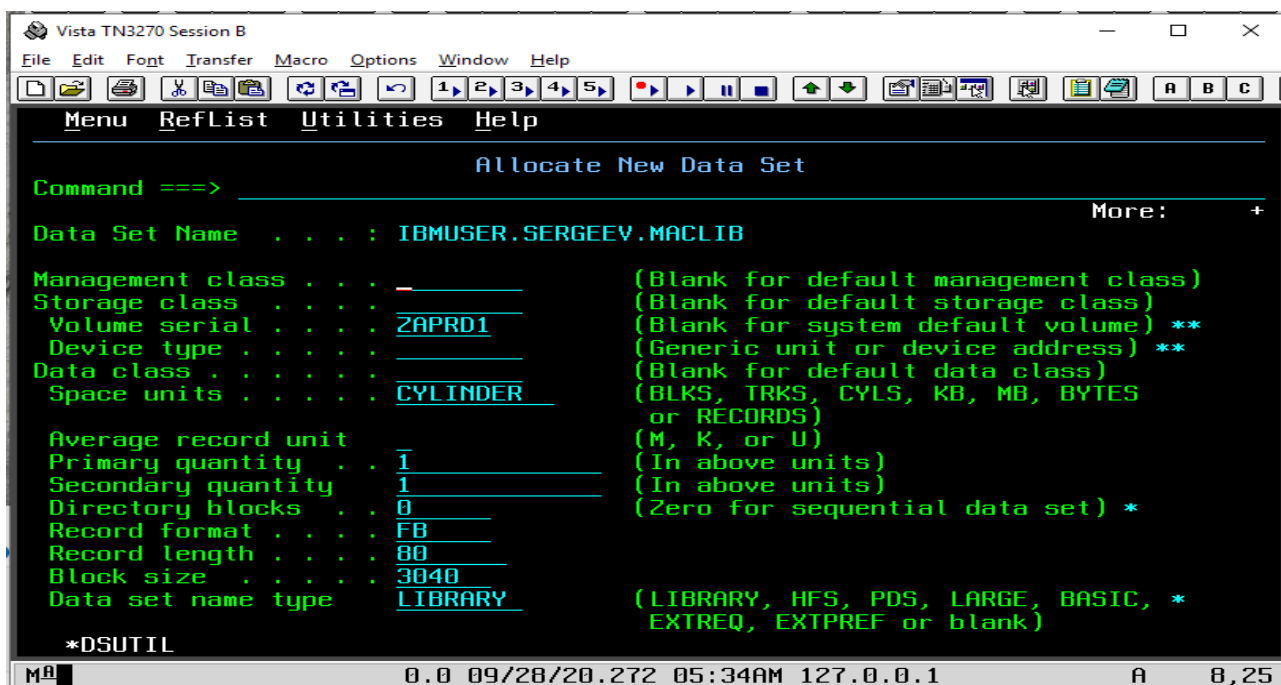 Vista TN3270 Session B
File Edit Font Transfer Macro Options Window Help
1 2 3 4 5 A B C
Menu RefList Utilities Help
Allocate New Data Set
Command ===>
More: +
Data Set Name . . . : IBMUSER.SERGEEV.MACLIB
Management class . . . _ (Blank for default management class)
Storage class . . . . (Blank for default storage class)
Volume serial . . . . ZAPRD1 (Blank for system default volume) **
Device type . . . . . (Generic unit or device address) **
Data class . . . . . . (Blank for default data class)
Space units . . . . . CYLINDER (BLKS, TRKS, CYLS, KB, MB, BYTES
or RECORDS)
Average record unit _ (M, K, or U)
Primary quantity . . 1 (In above units)
Secondary quantity 1 (In above units)
Directory blocks . . 0 (Zero for sequential data set) *
Record format . . . . FB
Record length . . . . 80
Block size . . . . . 3040
Data set name type LIBRARY (LIBRARY, HFS, PDS, LARGE, BASIC, *
EXTREQ, EXTPREF or blank)
*DSUTIL
MA 0.0 09/28/20.272 05:34AM 127.0.0.1 A 8,25